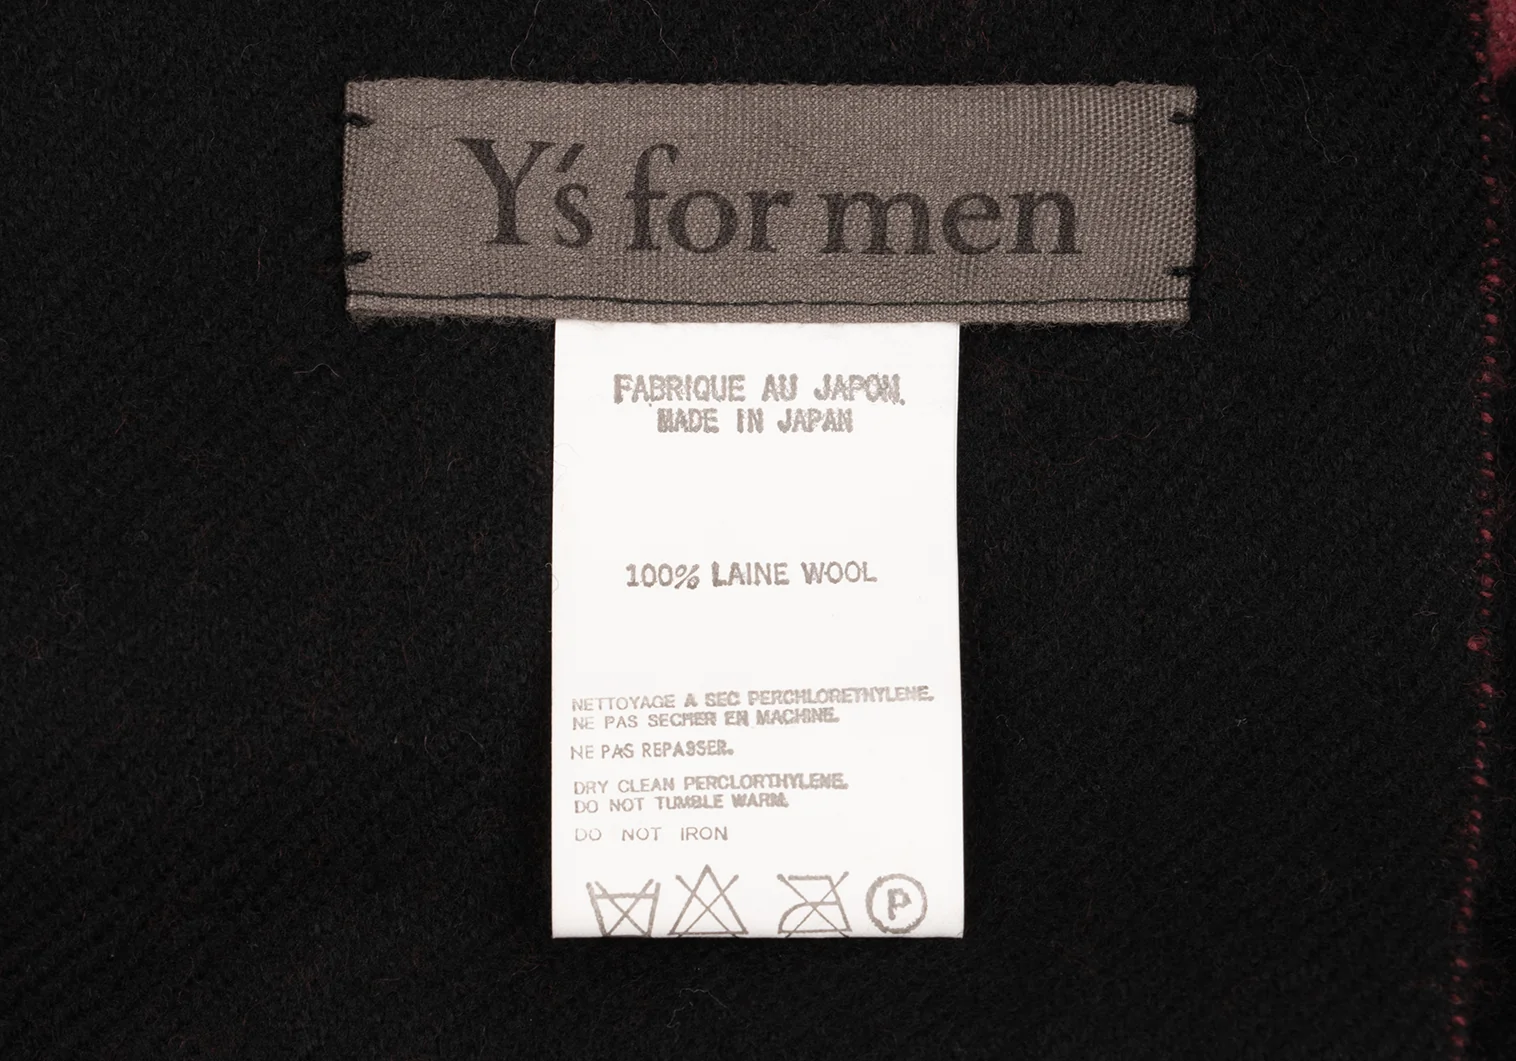 Y's for men
FABRIQUE AU JAPON.
MADE IN JAPAN
100% LAINE WOOL
NETTOYAGE A SEC PERCHLORETHYLENE.
NE PAS SECHER EN MACHINE.
NE PAS REPASSER.
DRY CLEAN PERCLORTHYLENE.
DO NOT TUMBLE WARM.
DO NOT IRON
P